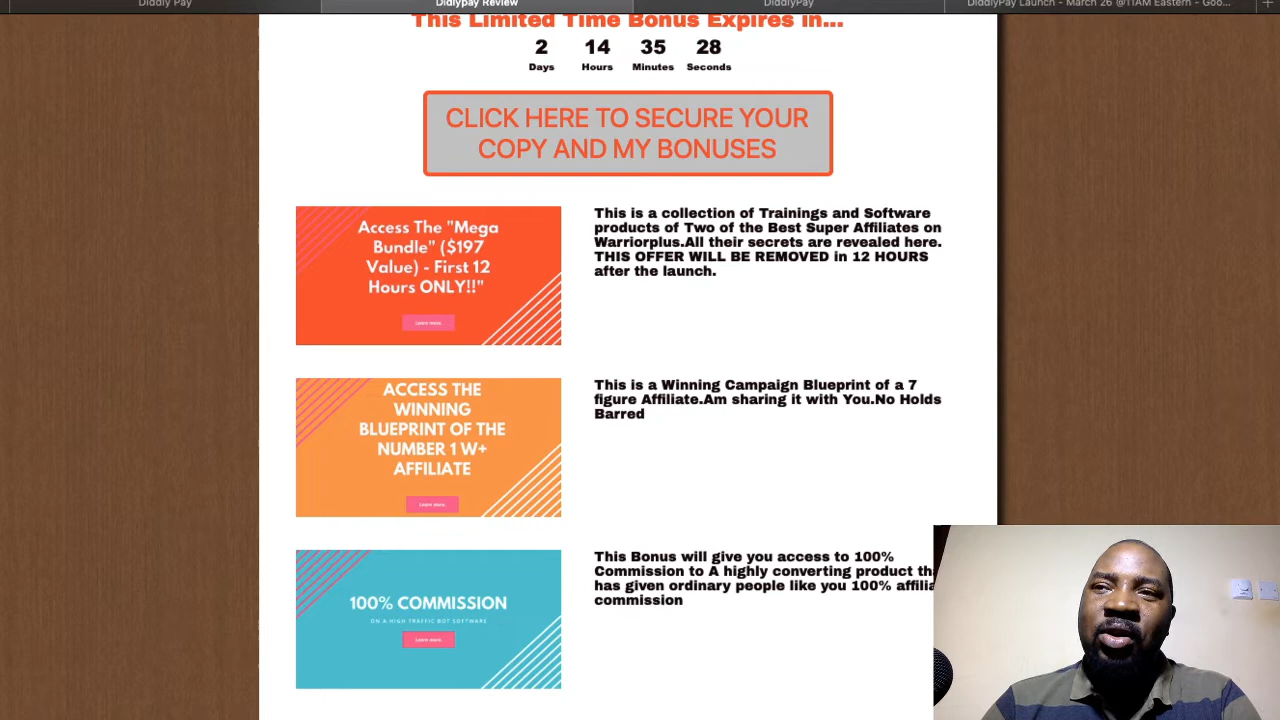 Diddly Pay
Didlypay Review
DiddlyPay
DiddlyPay Launch - March 26 @11AM Eastern - Goo...
This Limited Time Bonus Expires in...
2 14 35 28
Days Hours Minutes Seconds
CLICK HERE TO SECURE YOUR
COPY AND MY BONUSES
Access The "Mega
Bundle" ($197
Value) - First 12
Hours ONLY!!"
Learn more.
This is a collection of Trainings and Software
products of Two of the Best Super Affiliates on
Warriorplus.All their secrets are revealed here.
THIS OFFER WILL BE REMOVED in 12 HOURS
after the launch.
ACCESS THE
WINNING
BLUEPRINT OF THE
NUMBER 1 W+
AFFILIATE
Learn more.
This is a Winning Campaign Blueprint of a 7
figure Affiliate.Am sharing it with You.No Holds
Barred
100% COMMISSION
ON A HIGH TRAFFIC BOT SOFTWARE
Learn more.
This Bonus will give you access to 100%
Commission to A highly converting product tha
has given ordinary people like you 100% affilia
commission